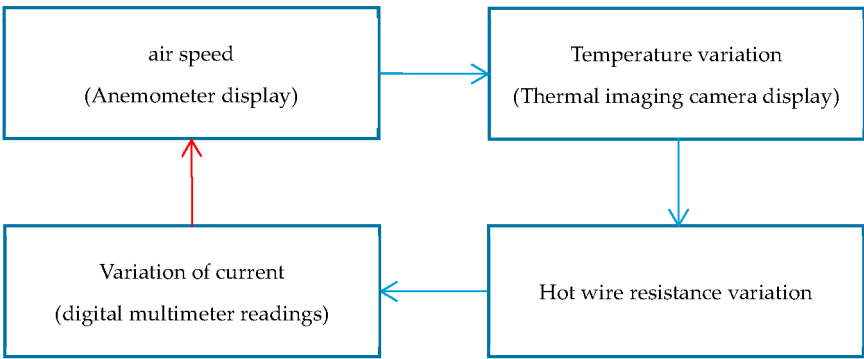 air speed
(Anemometer display)
Temperature variation
(Thermal imaging camera display)
Variation of current
(digital multimeter readings)
Hot wire resistance variation